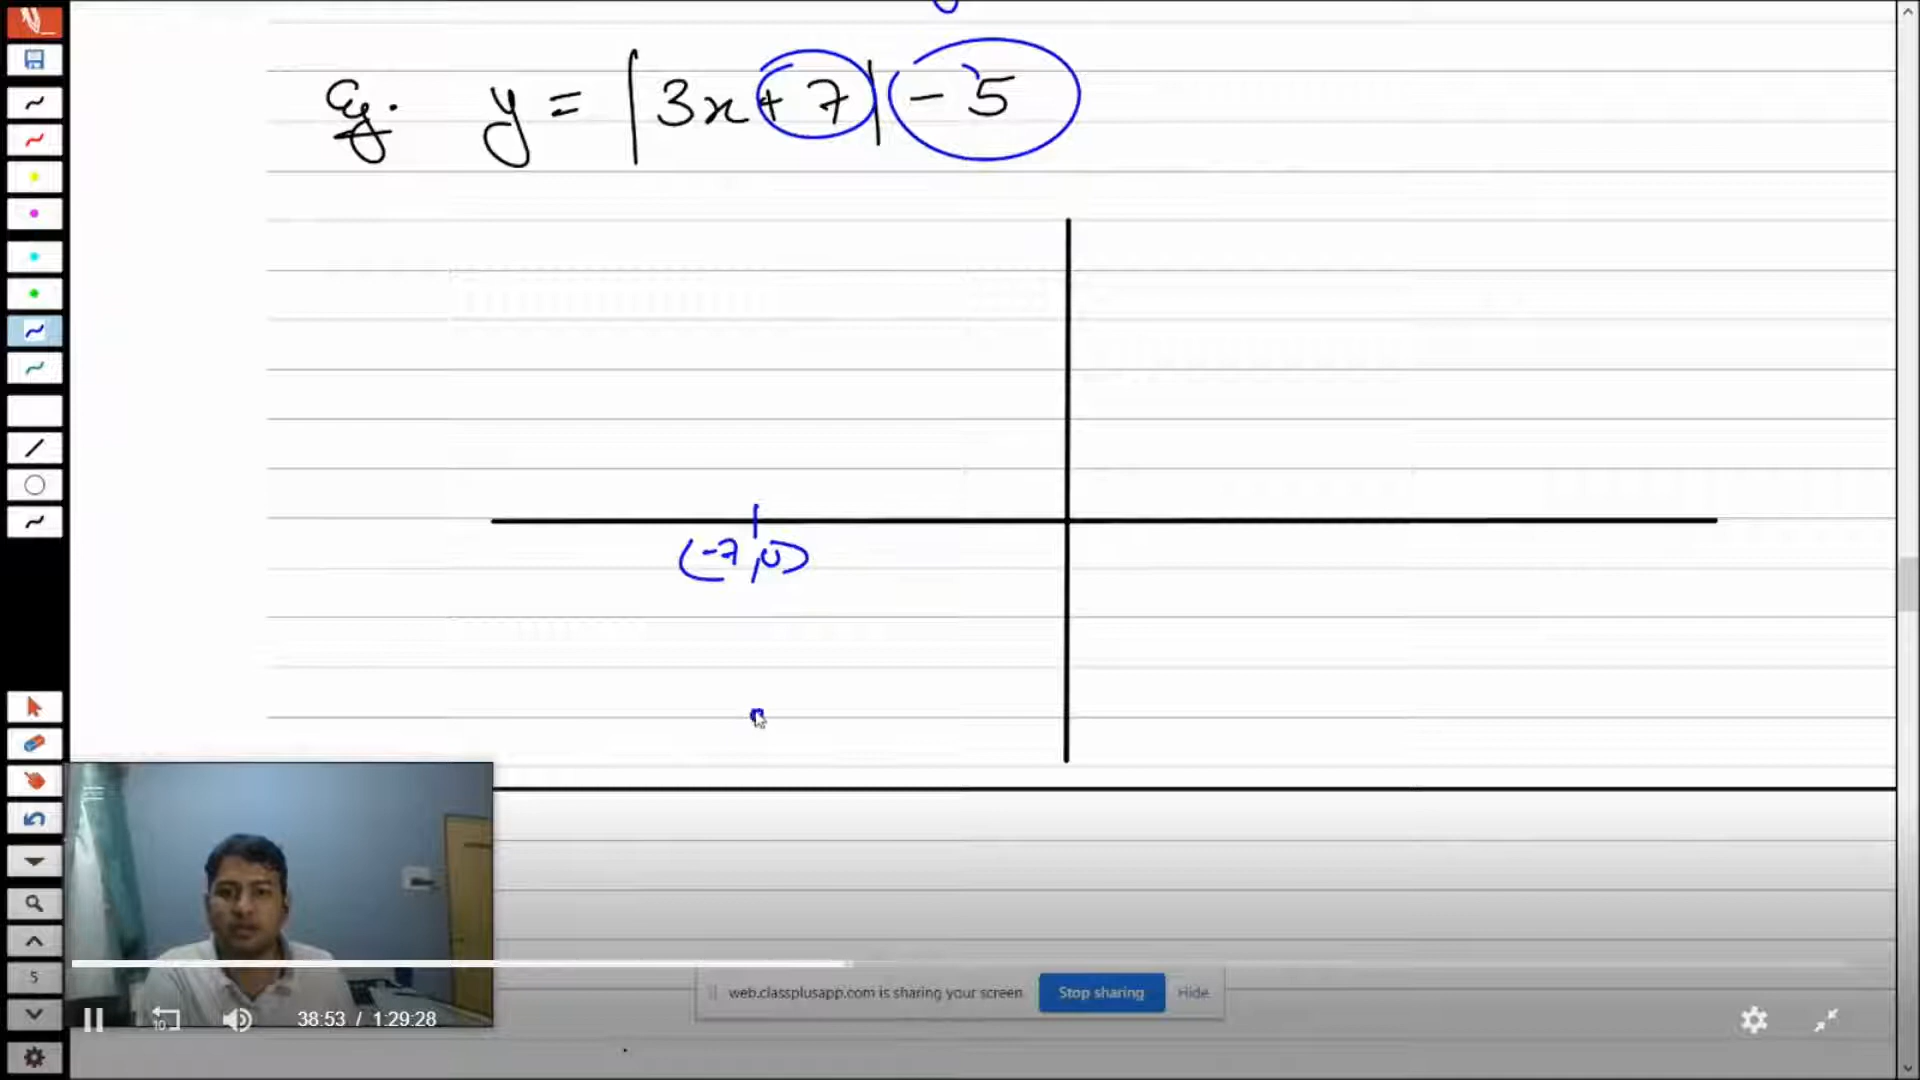 Eg. y = |3x + 7| - 5
(-7, 0)
5
web.classplusapp.com is sharing your screen Stop sharing Hide
10
38:53 / 1:29:28